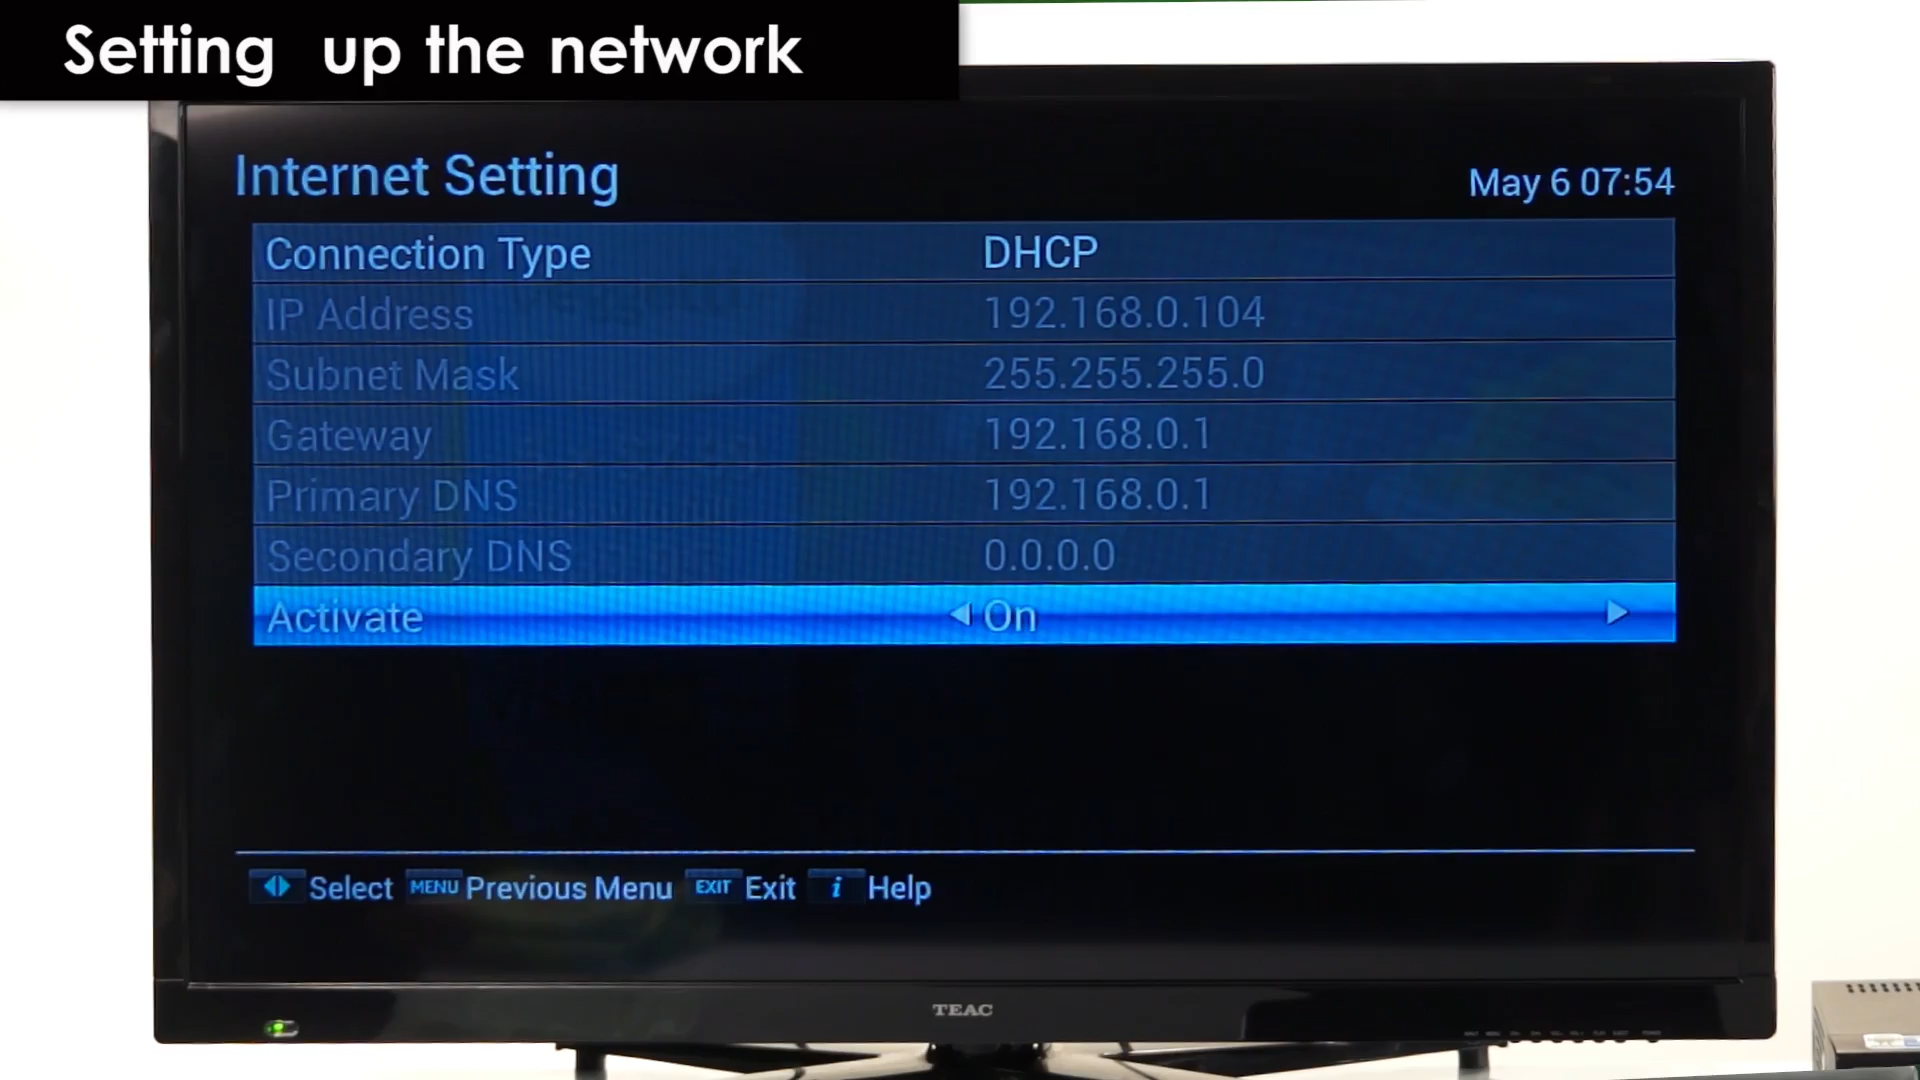 Setting up the network
Internet Setting
May 6 07:54
Connection Type DHCP
IP Address 192.168.0.104
Subnet Mask 255.255.255.0
Gateway 192.168.0.1
Primary DNS 192.168.0.1
Secondary DNS 0.0.0.0
Activate On
Select MENU Previous Menu EXIT Exit i Help
TEAC